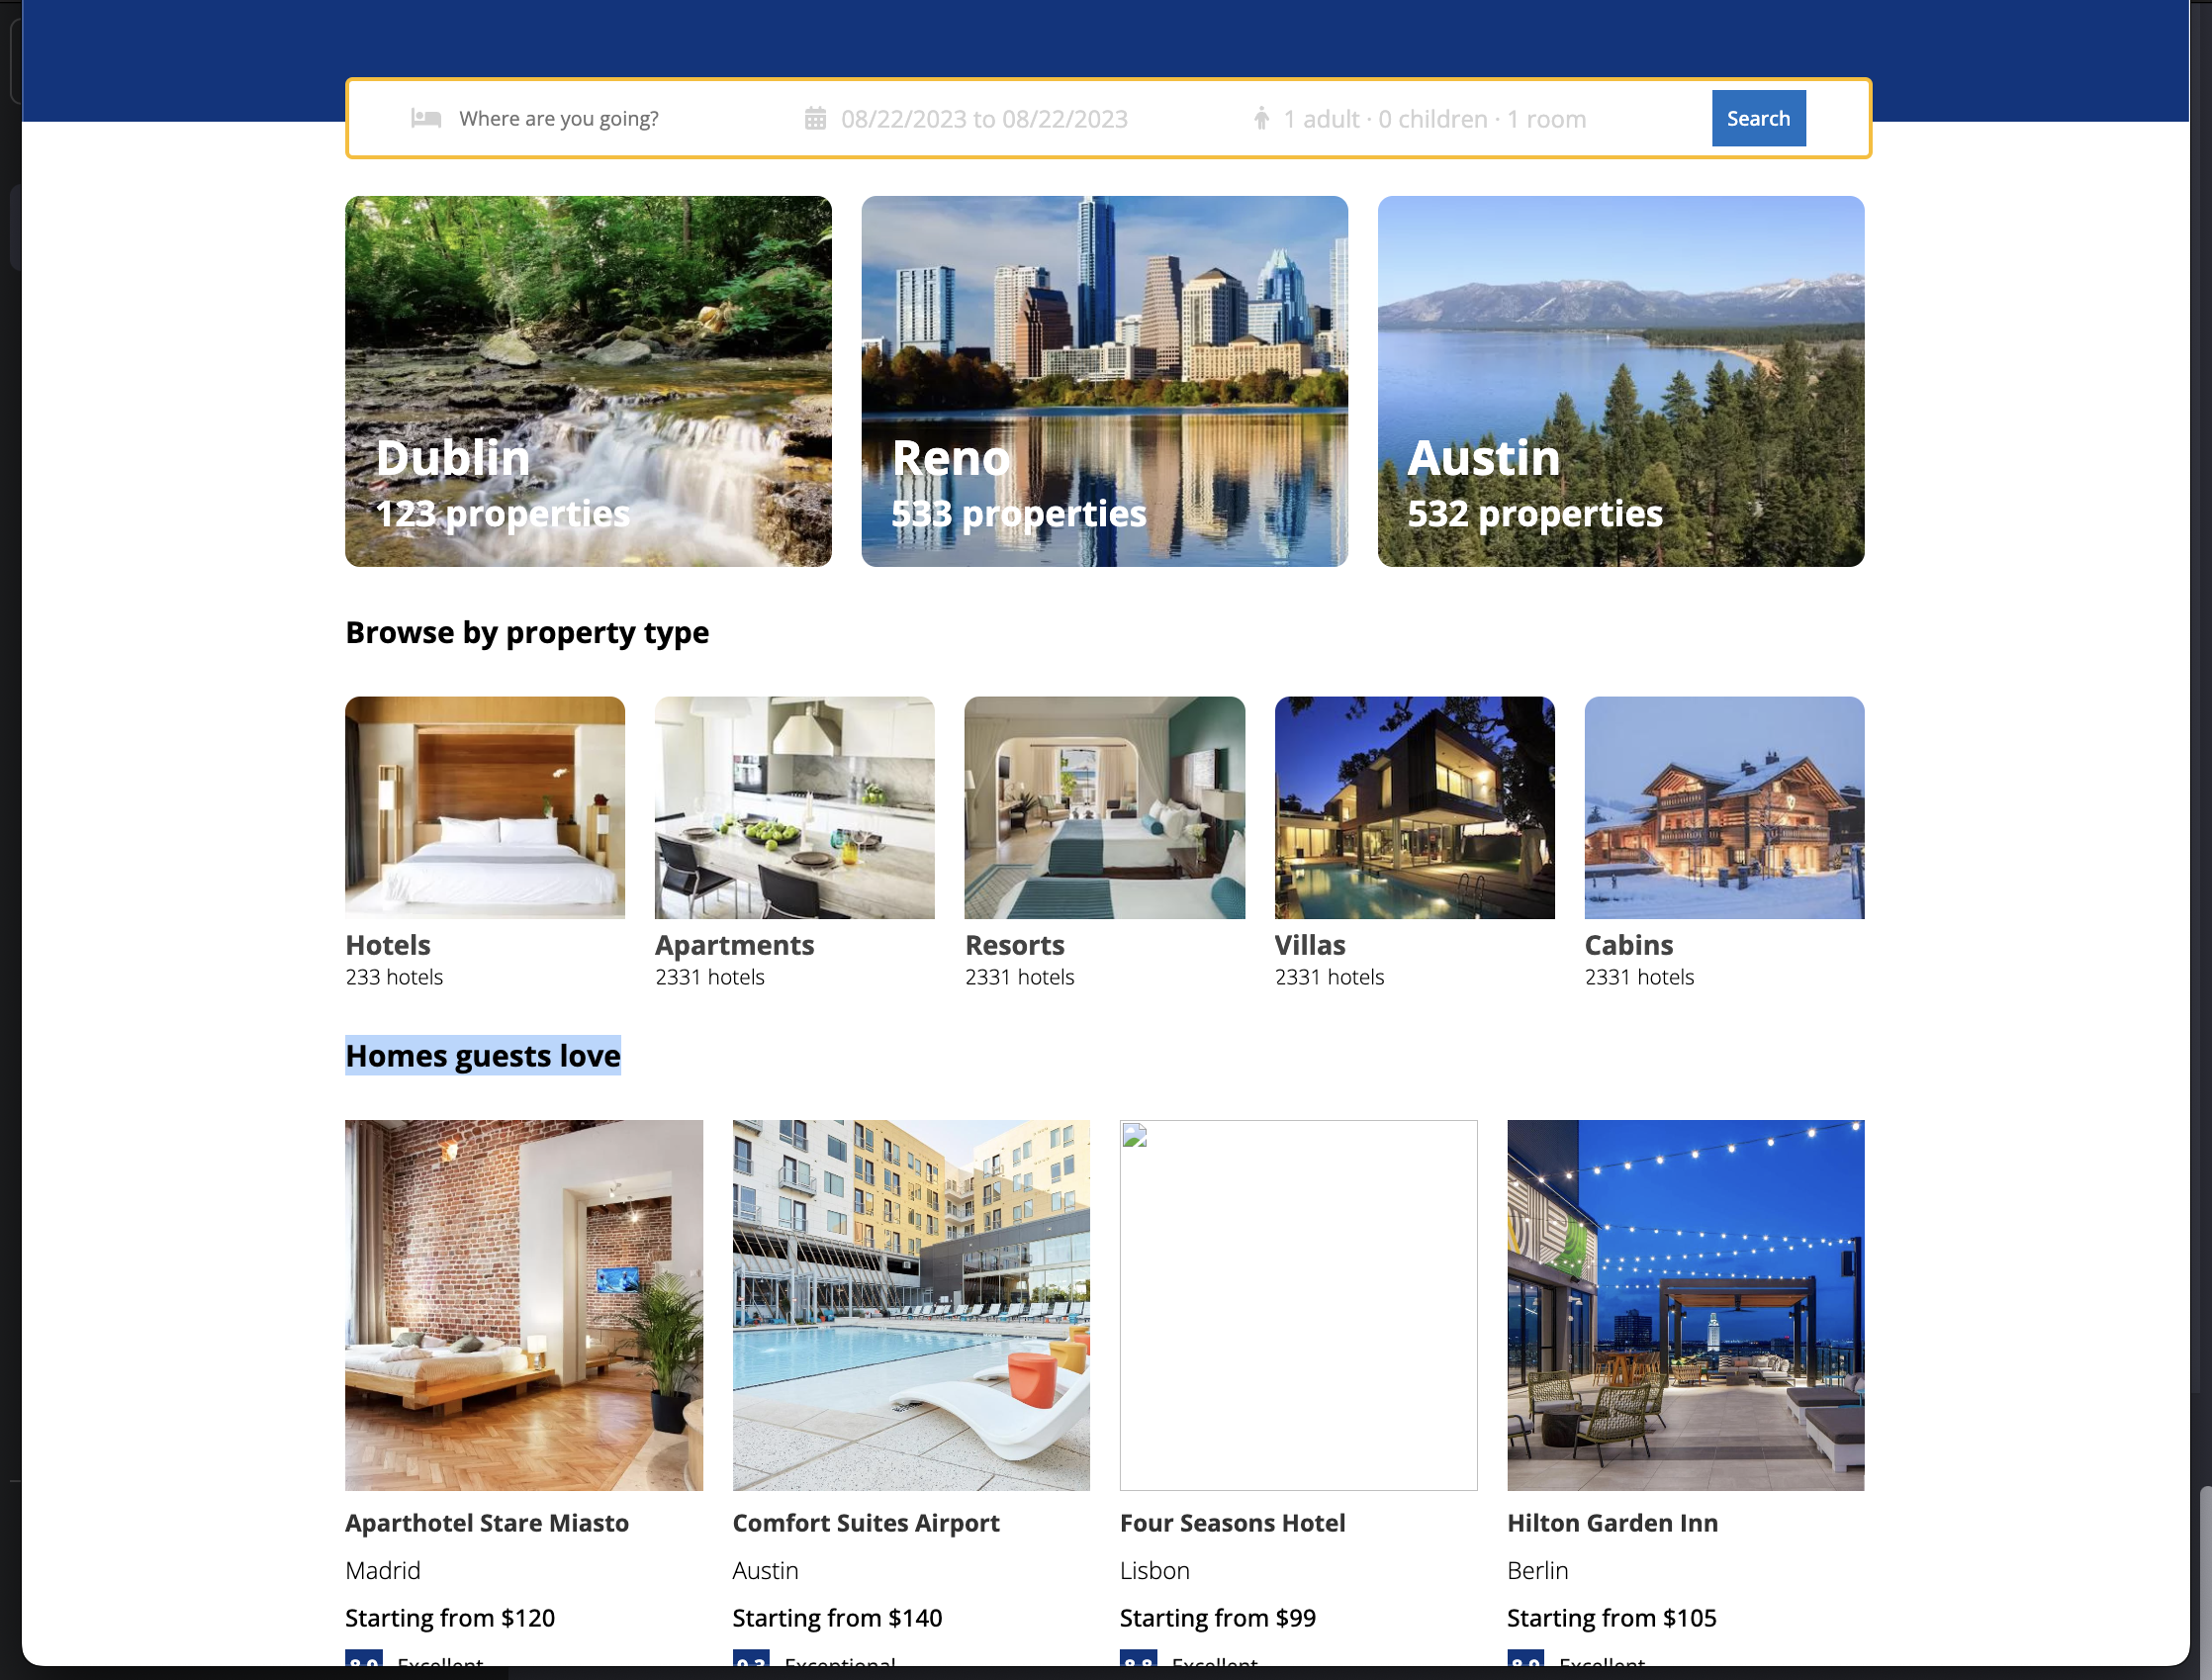 Where are you going?
08/22/2023 to 08/22/2023
1 adult · 0 children · 1 room
Search
Dublin
123 properties
Reno
533 properties
Austin
532 properties
Browse by property type
Hotels
233 hotels
Apartments
2331 hotels
Resorts
2331 hotels
Villas
2331 hotels
Cabins
2331 hotels
Homes guests love
Aparthotel Stare Miasto
Madrid
Starting from $120
Excellent
Comfort Suites Airport
Austin
Starting from $140
Exceptional
Four Seasons Hotel
Lisbon
Starting from $99
Excellent
Hilton Garden Inn
Berlin
Starting from $105
Excellent